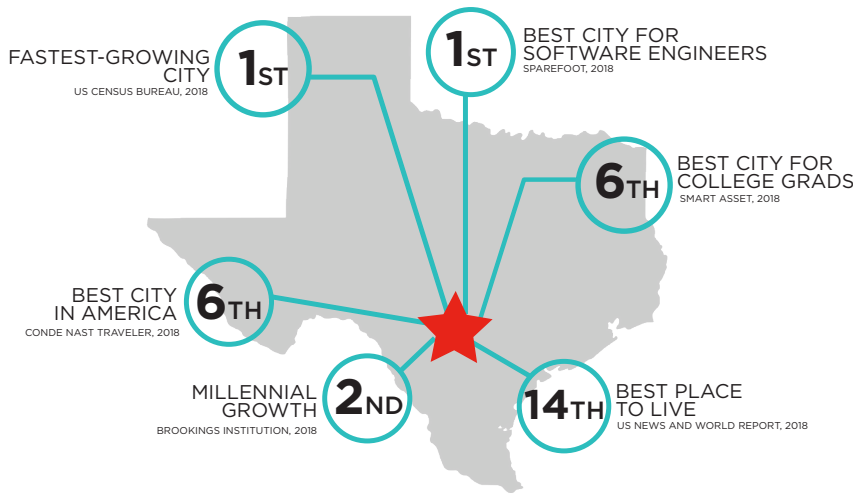 FASTEST-GROWING
CITY
US CENSUS BUREAU, 2018
1ST
1ST
BEST CITY FOR
SOFTWARE ENGINEERS
SPAREFOOT, 2018
6TH
BEST CITY FOR
COLLEGE GRADS
SMART ASSET, 2018
BEST CITY
IN AMERICA
CONDE NAST TRAVELER, 2018
6TH
MILLENNIAL
GROWTH
BROOKINGS INSTITUTION, 2018
2ND
14TH
BEST PLACE
TO LIVE
US NEWS AND WORLD REPORT, 2018